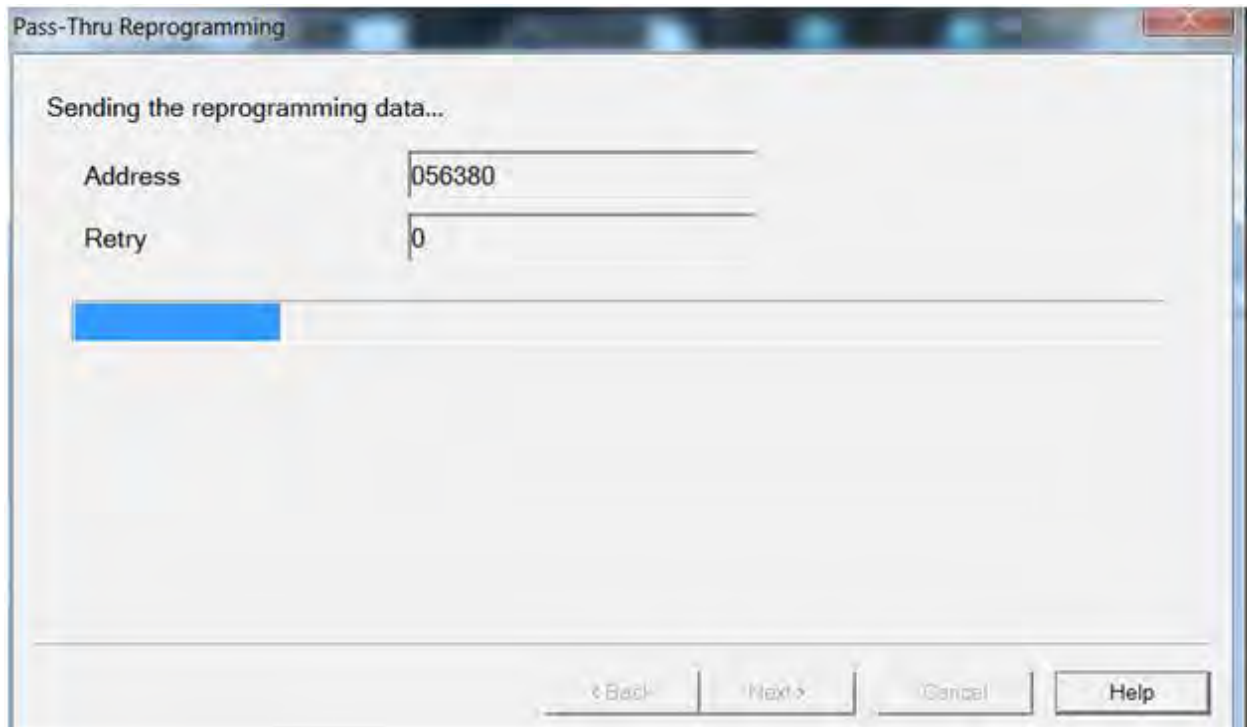 Pass-Thru Reprogramming
Sending the reprogramming data...
Address 056380
Retry 0
< Back Next > Cancel Help